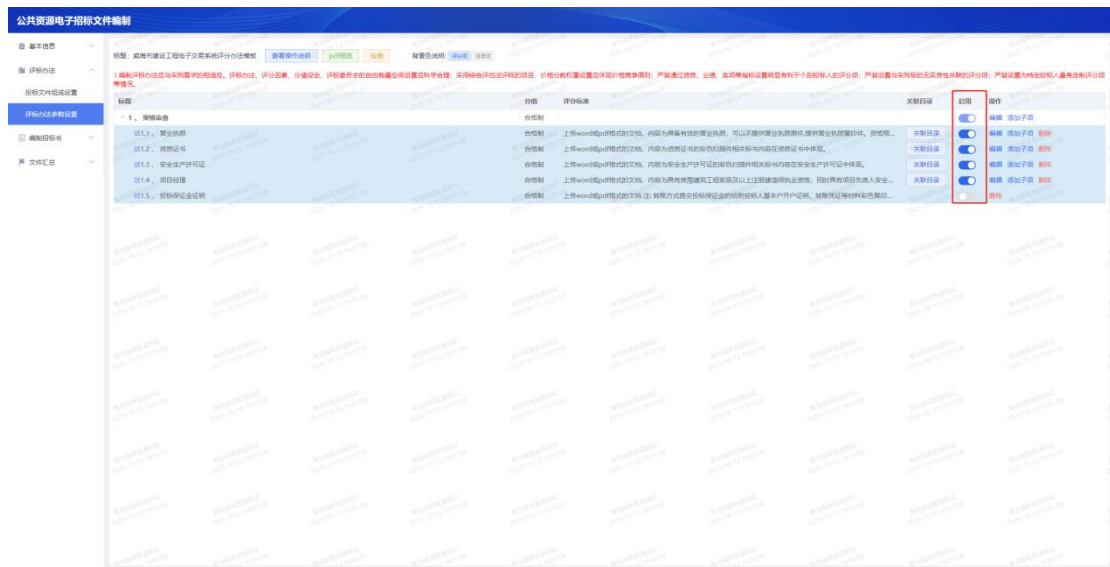 公共资源电子招标文件编制
基本信息
评标办法
投标文件组成设置
评标办法参数设置
编制招标书
文件汇总
标题：威海市建设工程电子交易系统评分办法模板 查看操作说明 pdf预览 检查 背景色说明: 评分项 目录项
1.编制评标办法应与采购需求的相适应。评标办法、评分因素、分值设定、评标委员会的自由裁量空间设置应科学合理；采用综合评估法评标的项目，价格分数权重设置应体现价格竞争原则；严禁通过资质、业绩、奖项等指标设置明显有利于个别投标人的评分项；严禁设置与采购标的无实质性关联的评分项；严禁设置为特定投标人量身定制评分项
等情况。
标题 分值 评分标准 关联目录 启用 操作
1 、 资格审查 合格制 编辑 添加子项
1.1 、 营业执照 合格制 上传word或pdf格式的文档，内容为具备有效的营业执照，可以不提供营业执照原件,提供营业执照复印件。资格预... 关联目录 编辑 添加子项 删除
1.2 、 资质证书 合格制 上传word或pdf格式的文档，内容为资质证书的彩色扫描件相关标书内容在资质证书中体现。 关联目录 编辑 添加子项 删除
1.3 、 安全生产许可证 合格制 上传word或pdf格式的文档，内容为安全生产许可证的彩色扫描件相关标书内容在安全生产许可证中体现。 关联目录 编辑 添加子项 删除
1.4 、 项目经理 合格制 上传word或pdf格式的文档，内容为具有房屋建筑工程贰级及以上注册建造师执业资格；同时具有项目负责人安全... 关联目录 编辑 添加子项 删除
1.5 、 投标保证金证明 合格制 上传word或pdf格式的文档.注: 转账方式提交投标保证金的后附投标人基本户开户证明、转账凭证等材料彩色复印... 删除